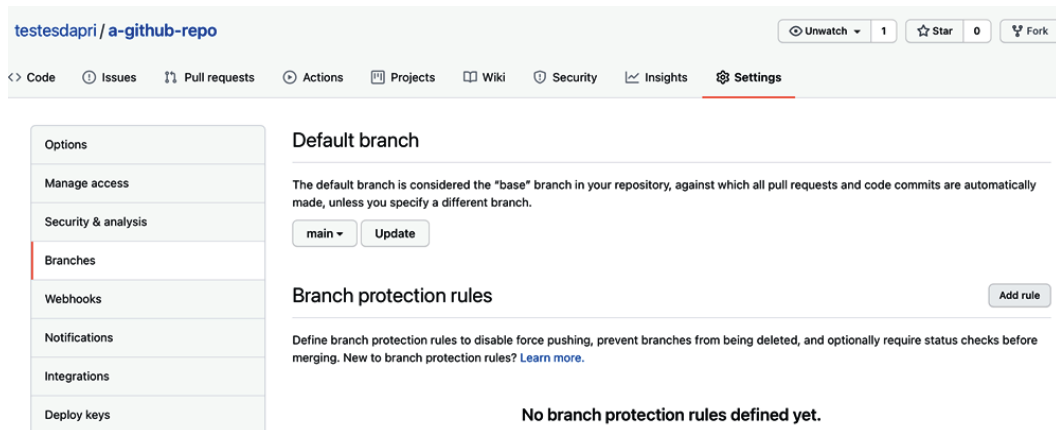 testesdapri / a-github-repo
Unwatch 1 Star 0 Fork
<> Code Issues Pull requests Actions Projects Wiki Security Insights Settings
Options
Manage access
Security & analysis
Branches
Webhooks
Notifications
Integrations
Deploy keys
Default branch
The default branch is considered the "base" branch in your repository, against which all pull requests and code commits are automatically
made, unless you specify a different branch.
main Update
Branch protection rules Add rule
Define branch protection rules to disable force pushing, prevent branches from being deleted, and optionally require status checks before
merging. New to branch protection rules? Learn more.
No branch protection rules defined yet.